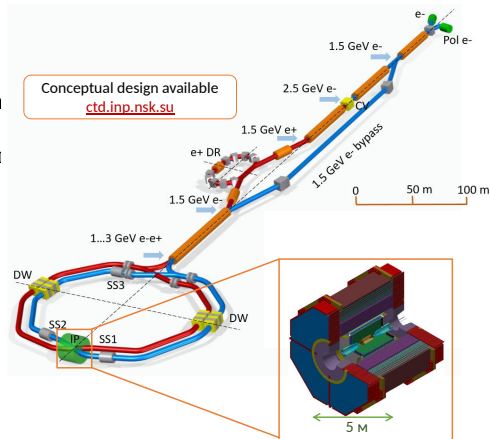 e-
Pol e-
1.5 GeV e-
Conceptual design available
ctd.inp.nsk.su
2.5 GeV e-
CV
1.5 GeV e+
e+ DR
1.5 GeV e- bypass
0 50 m 100 m
1.5 GeV e-
1…3 GeV e-e+
DW
SS3
DW
SS2
IP
SS1
5 м